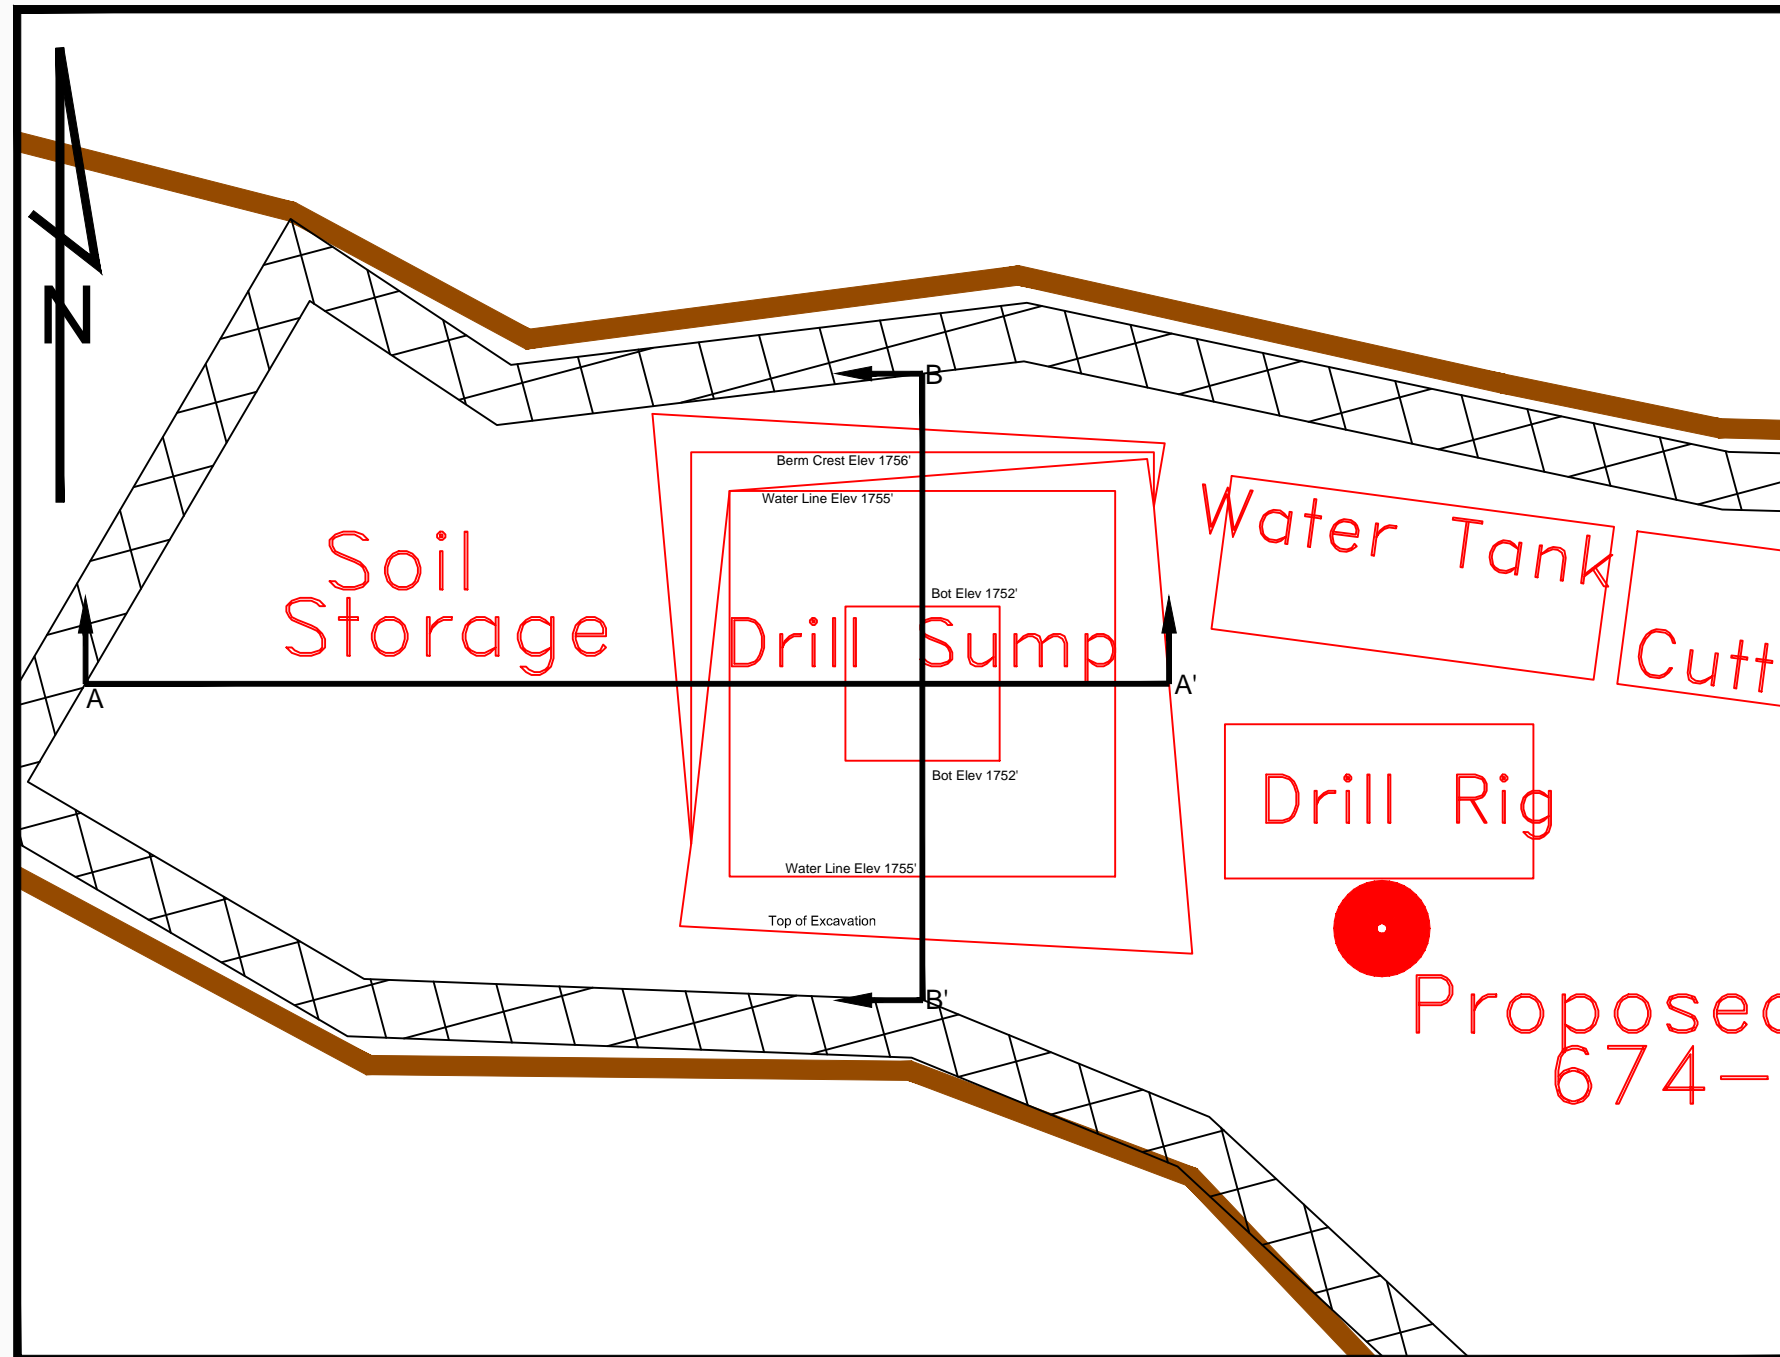 N
B
Berm Crest Elev 1756'
Water Line Elev 1755'
Water Tank
Soil
Storage
Bot Elev 1752'
Drill Sump
Cutt
A
A'
Bot Elev 1752'
Drill Rig
Water Line Elev 1755'
Top of Excavation
B'
Proposed
674-